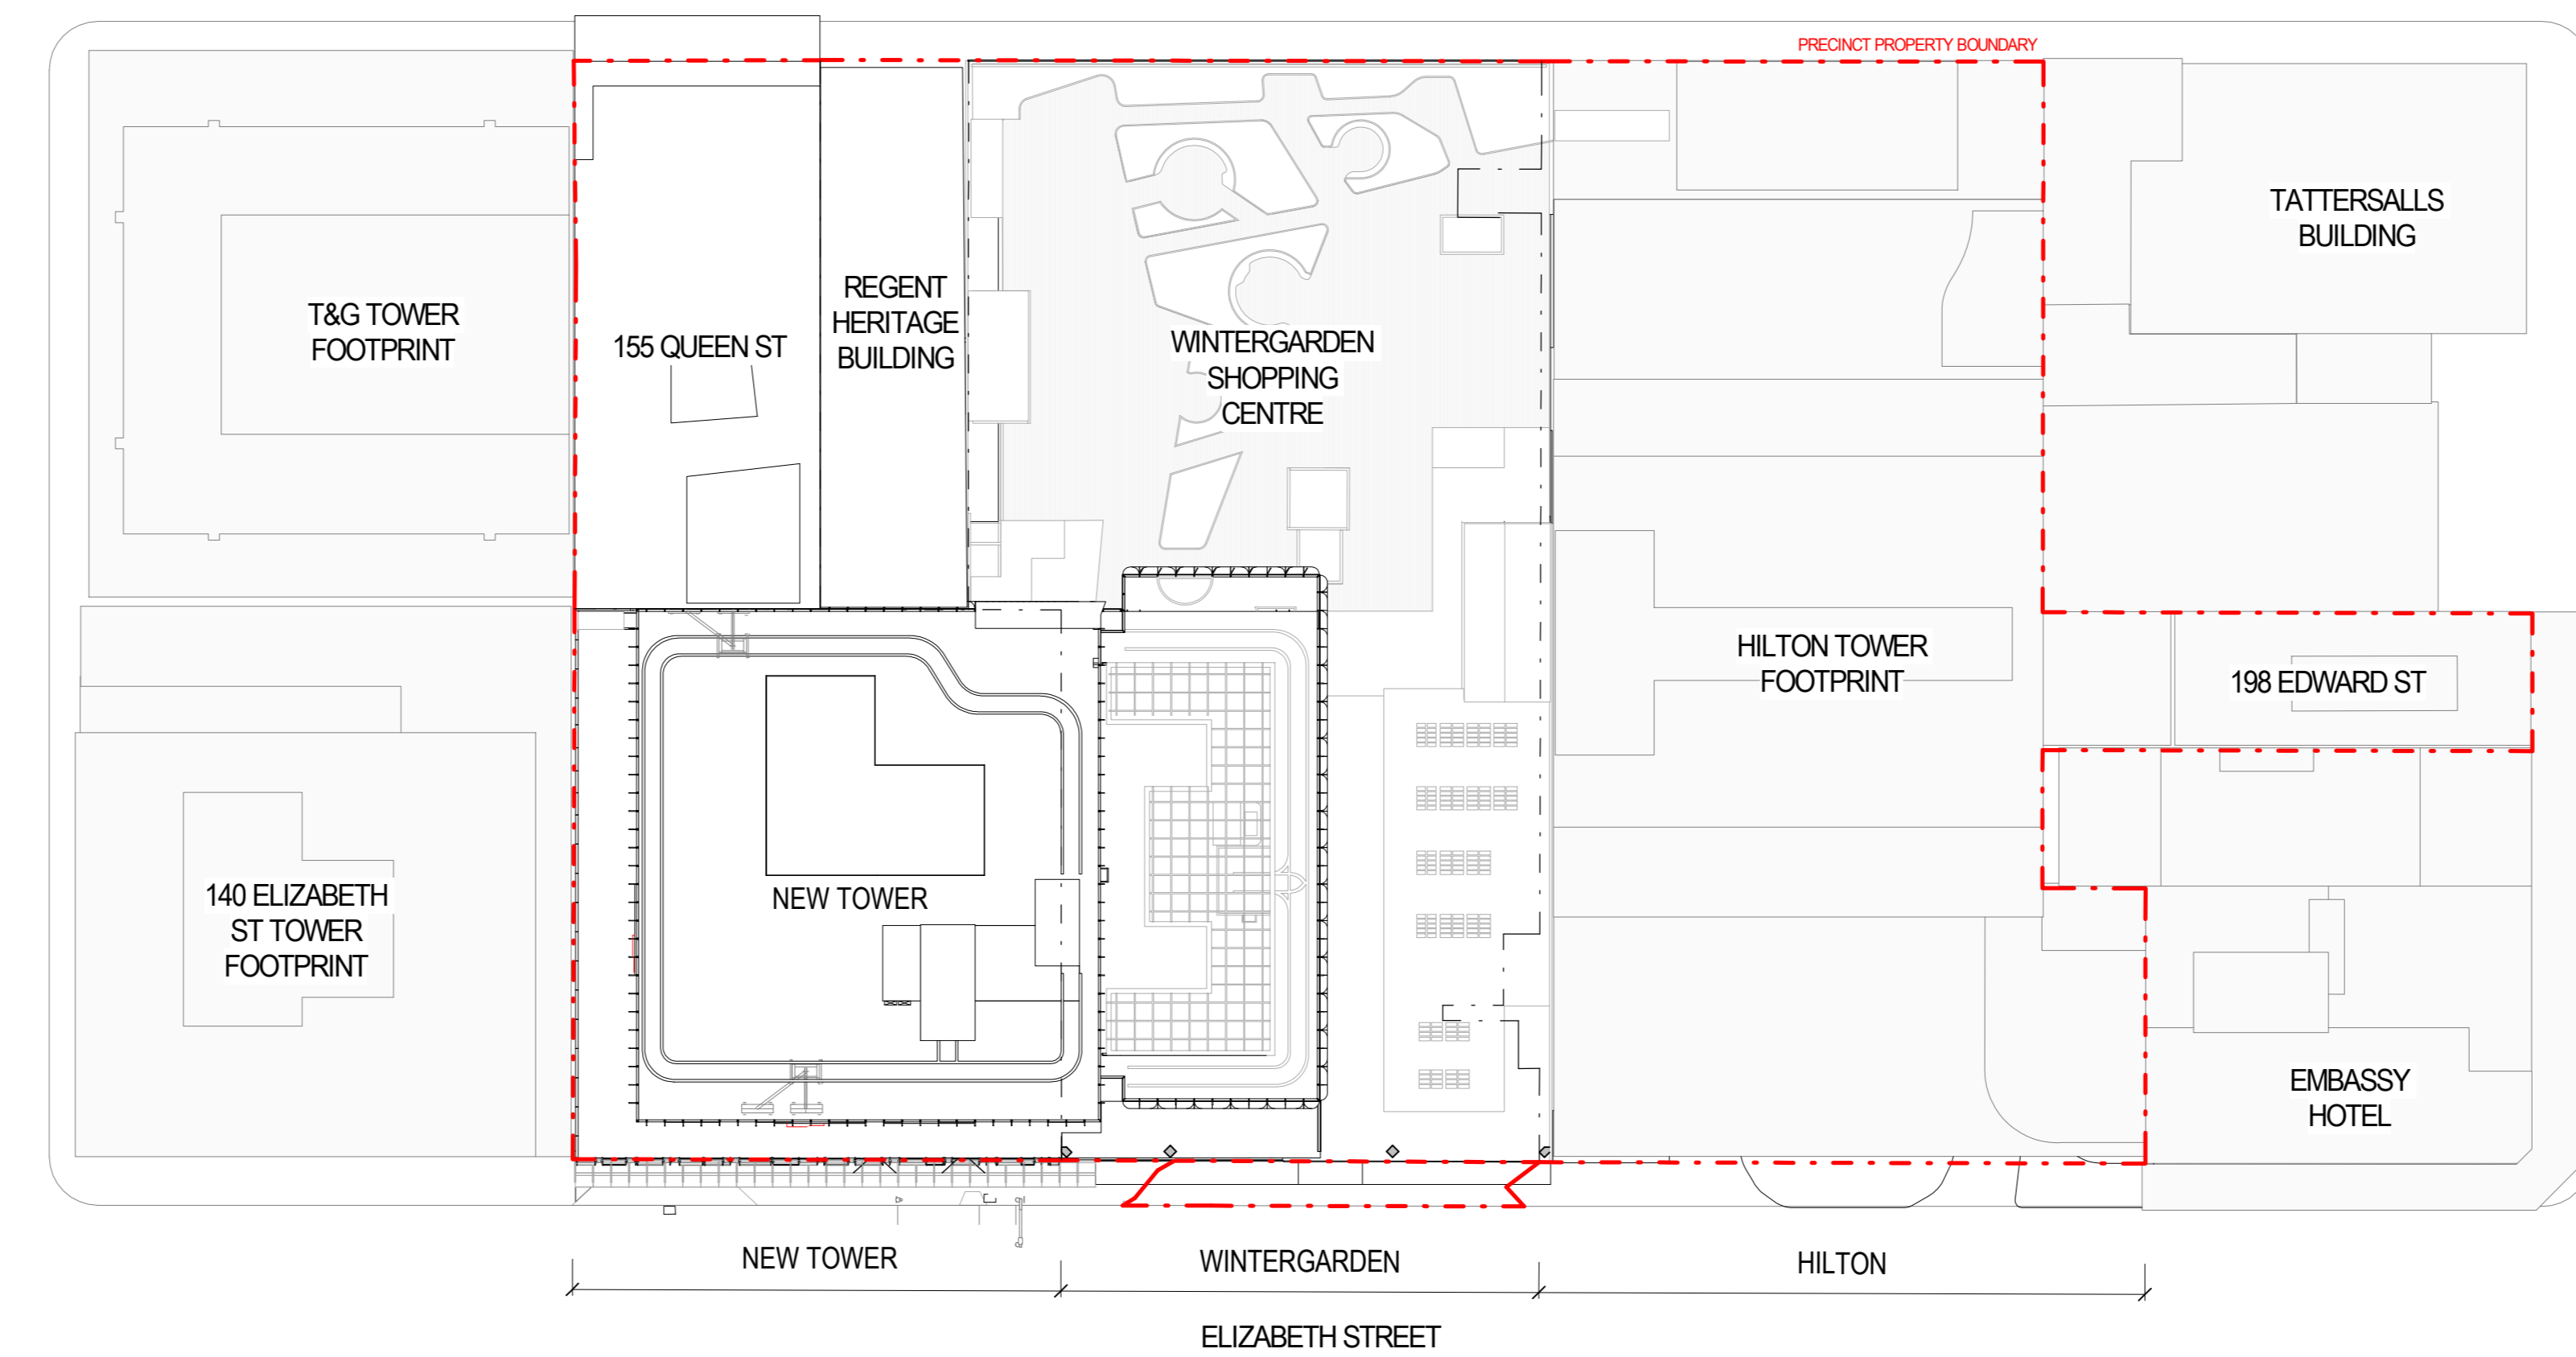 PRECINCT PROPERTY BOUNDARY
TATTERSALLS
BUILDING
T&G TOWER
FOOTPRINT
155 QUEEN ST
REGENT
HERITAGE
BUILDING
WINTERGARDEN
SHOPPING
CENTRE
HILTON TOWER
FOOTPRINT
198 EDWARD ST
140 ELIZABETH
ST TOWER
FOOTPRINT
NEW TOWER
EMBASSY
HOTEL
NEW TOWER
WINTERGARDEN
HILTON
ELIZABETH STREET